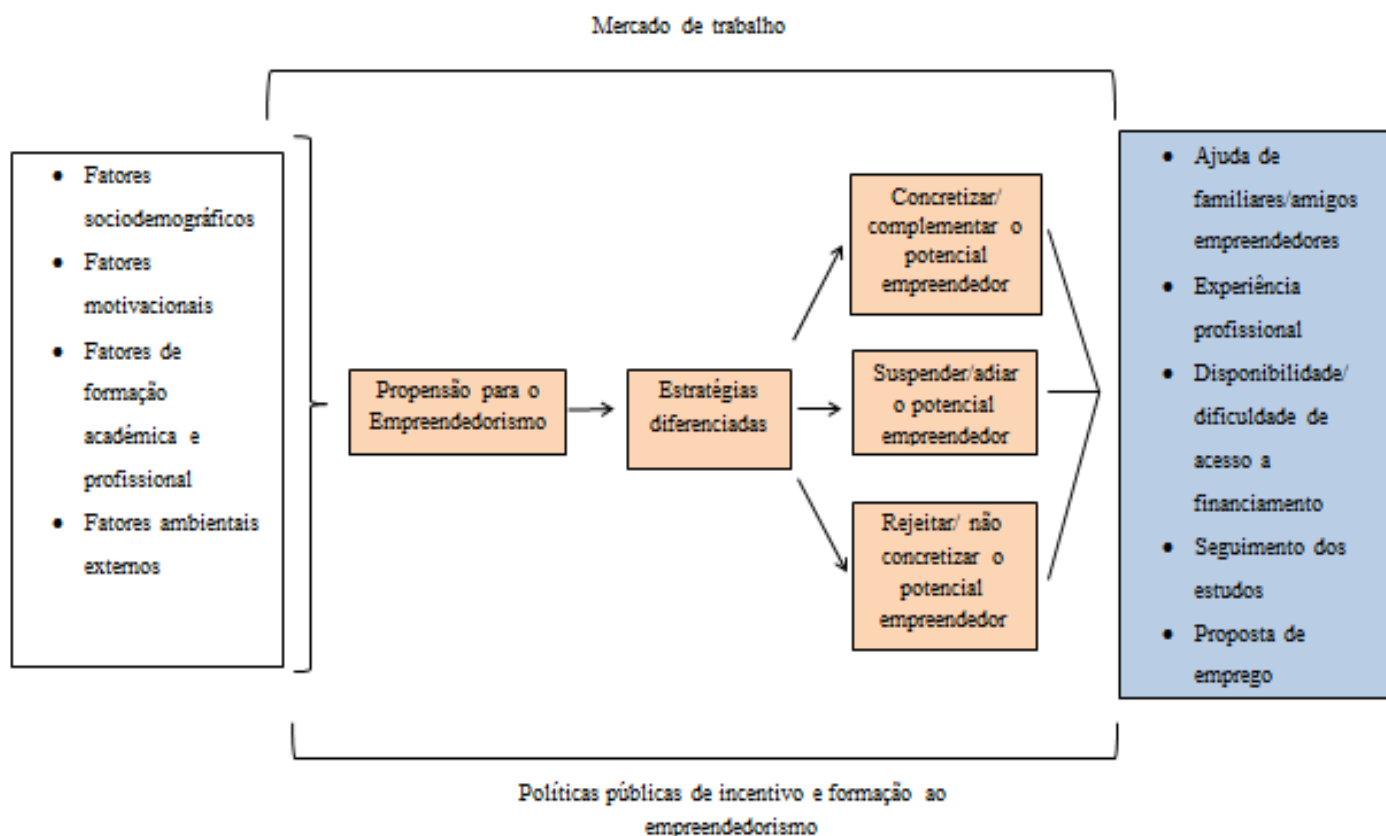 Mercado de trabalho
• Fatores
sociodemográficos
• Fatores
motivacionais
• Fatores de
formação
académica e
profissional
• Fatores ambientais
externos
Propensão para o
Empreendedorismo
Estratégias
diferenciadas
Concretizar/
complementar o
potencial
empreendedor
Suspender/adiar
o potencial
empreendedor
Rejeitar/ não
concretizar o
potencial
empreendedor
• Ajuda de
familiares/amigos
empreendedores
• Experiência
profissional
• Disponibilidade/
dificuldade de
acesso a
financiamento
• Seguimento dos
estudos
• Proposta de
emprego
Políticas públicas de incentivo e formação ao
empreendedorismo